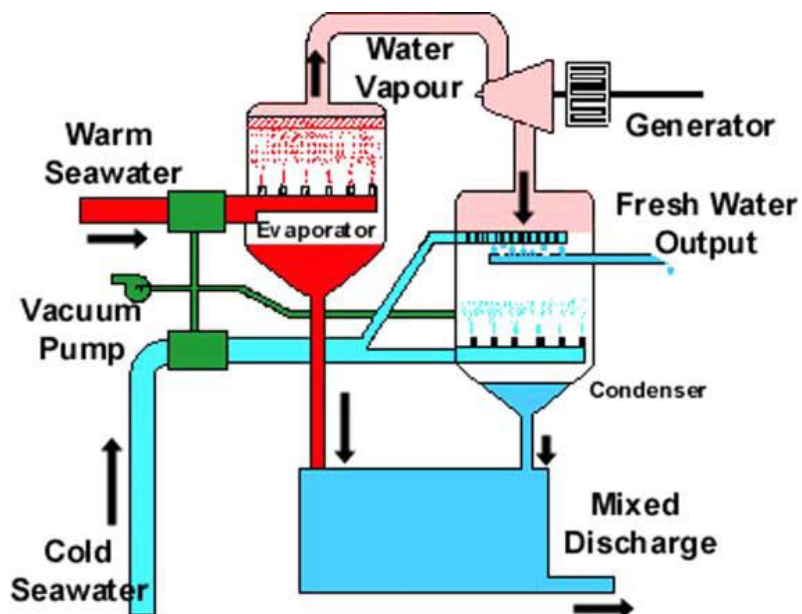 Water
Vapour
Generator
Warm
Seawater
Evaporator
Fresh Water
Output
Vacuum
Pump
Condenser
Cold
Seawater
Mixed
Discharge